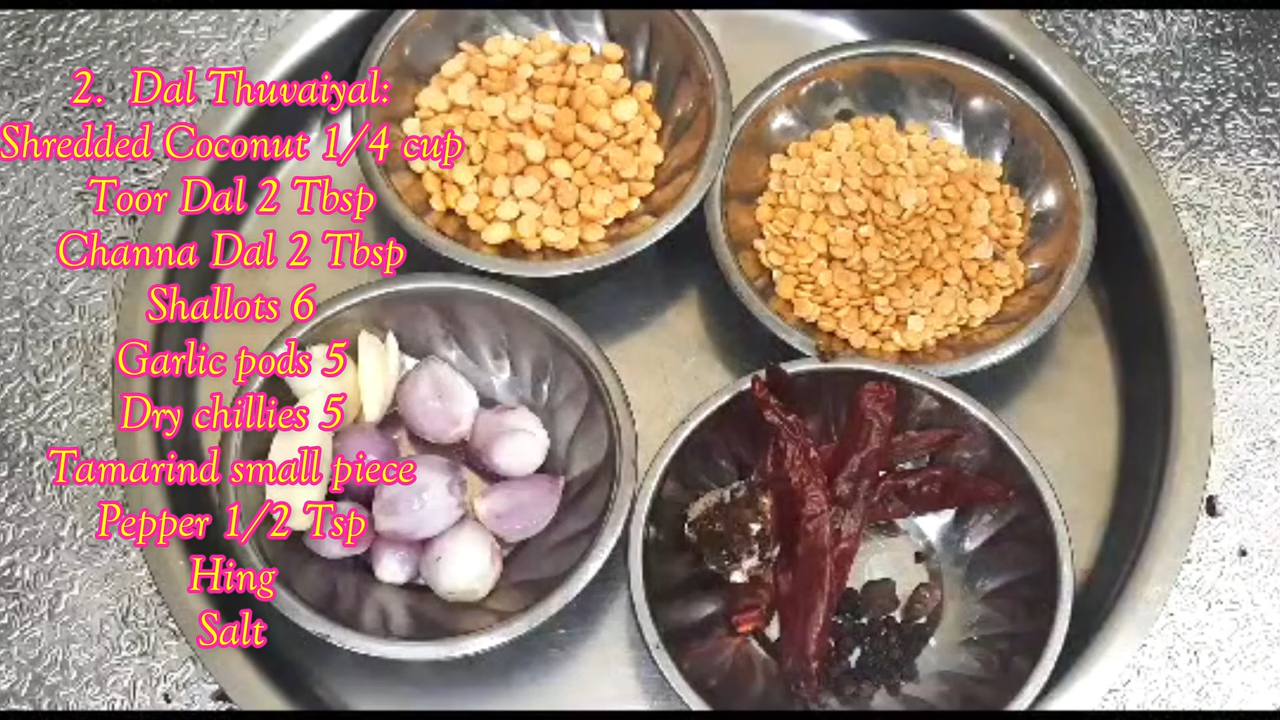 2. Dal Thuvaiyal:
Shredded Coconut 1/4 cup
Toor Dal 2 Tbsp
Channa Dal 2 Tbsp
Shallots 6
Garlic pods 5
Dry chillies 5
Tamarind small piece
Pepper 1/2 Tsp
Hing
Salt